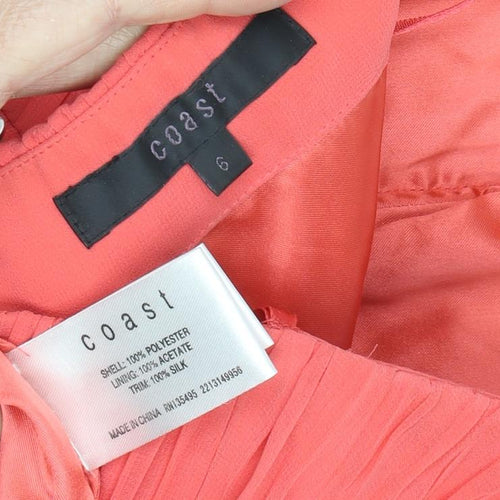 coast
6
coast
SHELL: 100% POLYESTER
LINING: 100% ACETATE
TRIM: 100% SILK
MADE IN CHINA RN135495 2213149956